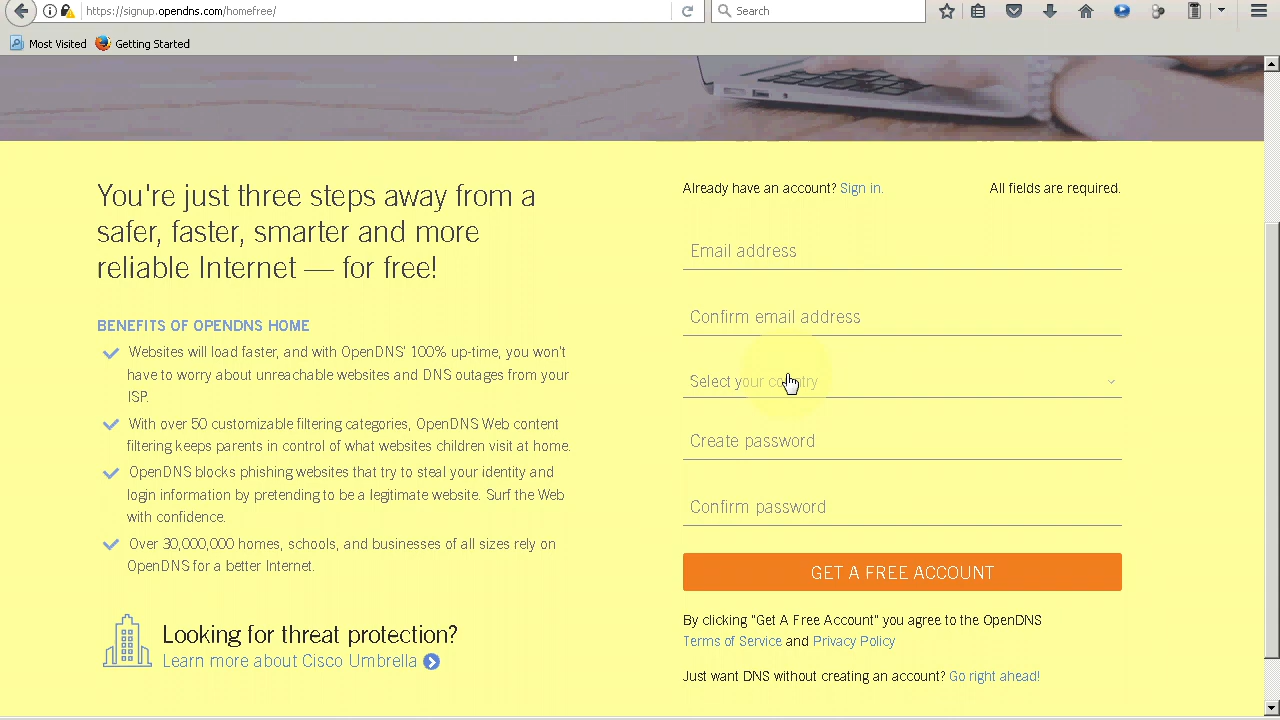 https://signup.opendns.com/homefree/
Search
Most Visited
Getting Started
You're just three steps away from a
safer, faster, smarter and more
reliable Internet — for free!
BENEFITS OF OPENDNS HOME
Websites will load faster, and with OpenDNS' 100% up-time, you won't
have to worry about unreachable websites and DNS outages from your
ISP.
With over 50 customizable filtering categories, OpenDNS Web content
filtering keeps parents in control of what websites children visit at home.
OpenDNS blocks phishing websites that try to steal your identity and
login information by pretending to be a legitimate website. Surf the Web
with confidence.
Over 30,000,000 homes, schools, and businesses of all sizes rely on
OpenDNS for a better Internet.
Looking for threat protection?
Learn more about Cisco Umbrella
Already have an account? Sign in. All fields are required.
Email address
Confirm email address
Select your country
Create password
Confirm password
GET A FREE ACCOUNT
By clicking "Get A Free Account" you agree to the OpenDNS
Terms of Service and Privacy Policy
Just want DNS without creating an account? Go right ahead!